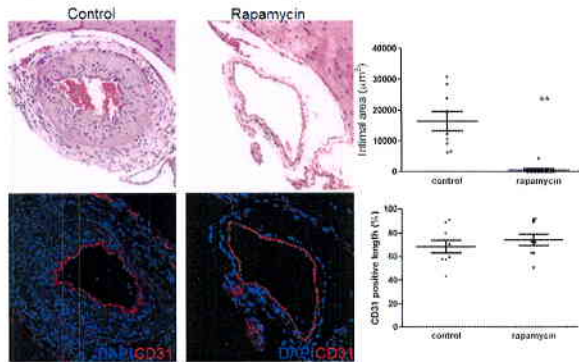 Control
Rapamycin
DAPI/CD31
DAPI/CD31
Intimal area (μm²)
40000
30000
20000
10000
0
control
rapamycin
CD31 positive length (%)
100
80
60
40
20
0
control
rapamycin